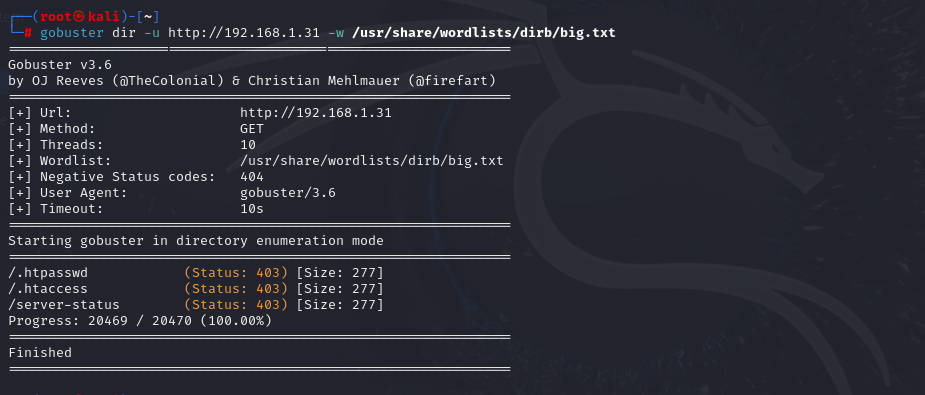 ┌──(root㉿kali)-[~]
└─# gobuster dir -u http://192.168.1.31 -w /usr/share/wordlists/dirb/big.txt
===============================================================
Gobuster v3.6
by OJ Reeves (@TheColonial) & Christian Mehlmauer (@firefart)
===============================================================
[+] Url:                     http://192.168.1.31
[+] Method:                  GET
[+] Threads:                 10
[+] Wordlist:                /usr/share/wordlists/dirb/big.txt
[+] Negative Status codes:   404
[+] User Agent:              gobuster/3.6
[+] Timeout:                 10s
===============================================================
Starting gobuster in directory enumeration mode
===============================================================
/.htpasswd            (Status: 403) [Size: 277]
/.htaccess            (Status: 403) [Size: 277]
/server-status        (Status: 403) [Size: 277]
Progress: 20469 / 20470 (100.00%)
===============================================================
Finished
===============================================================